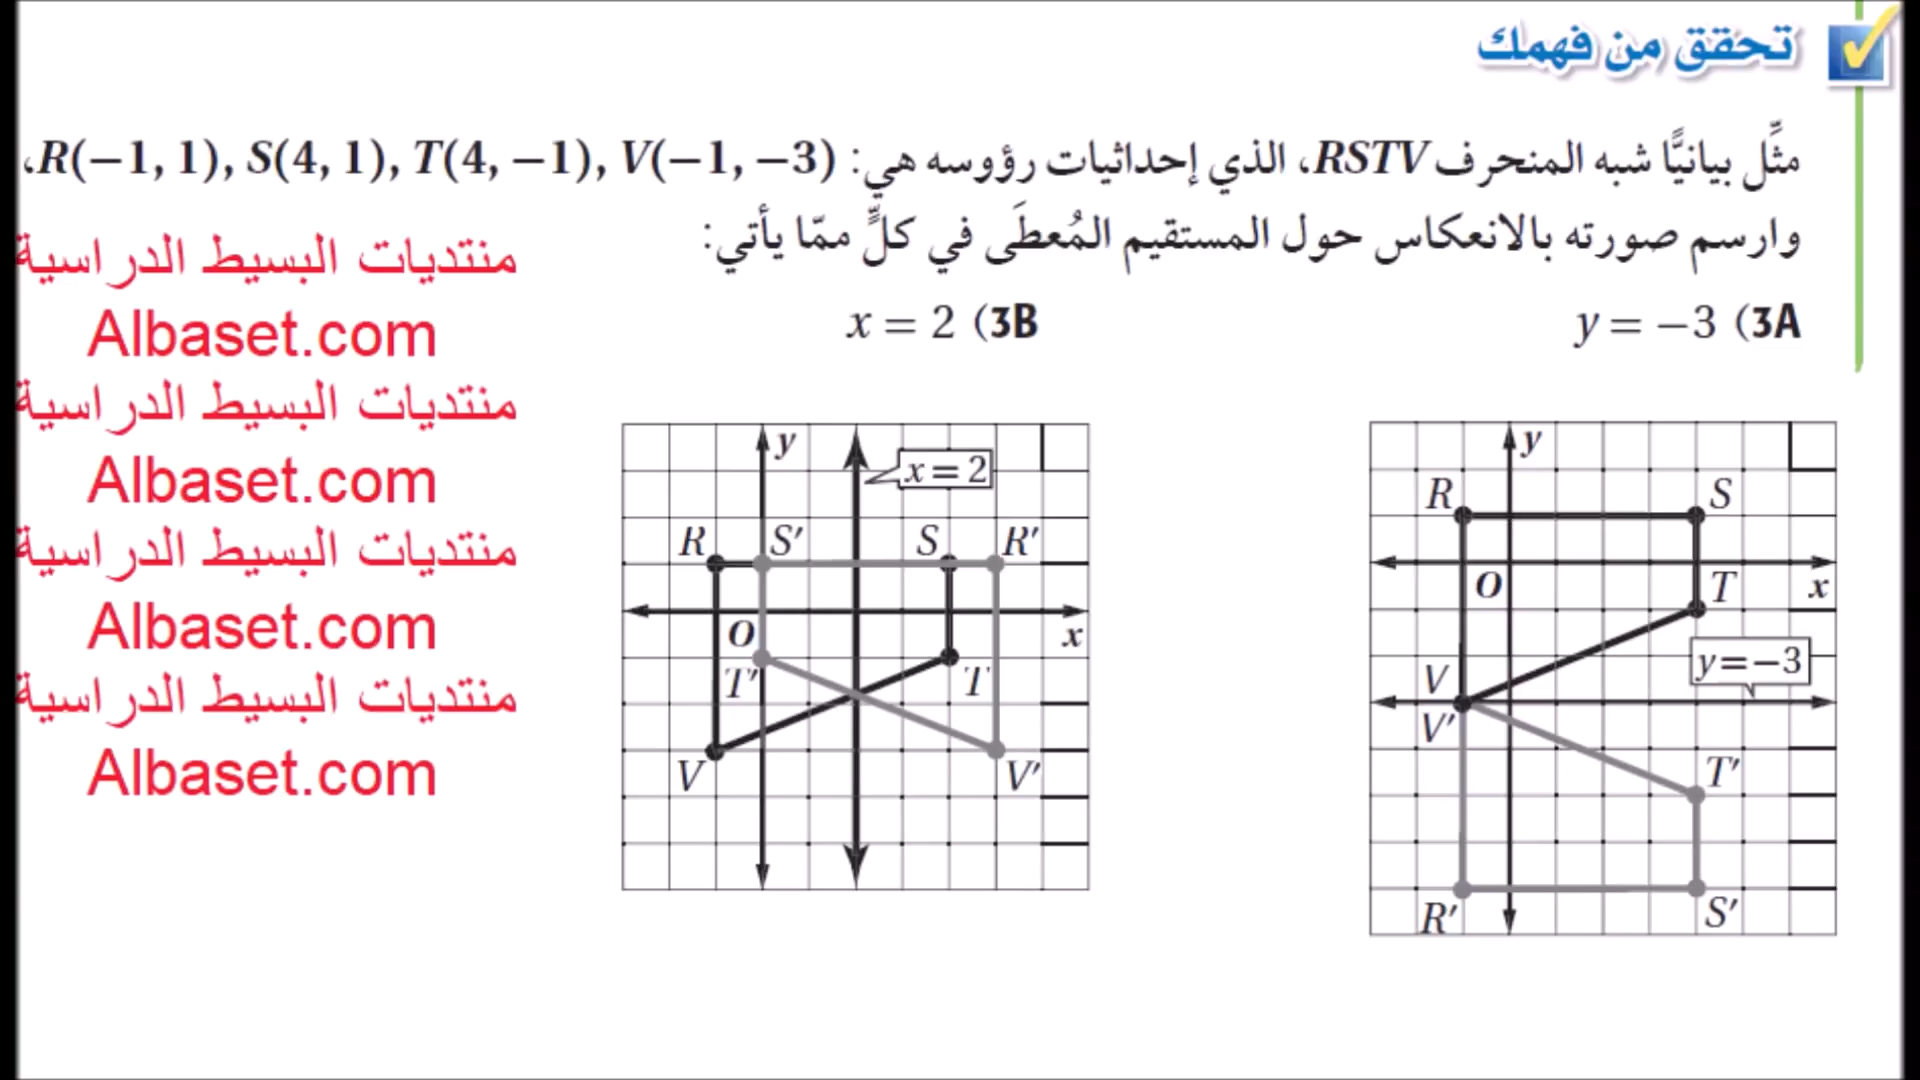 تحقق من فهمك
مثِّل بيانيًّا شبه المنحرف RSTV، الذي إحداثيات رؤوسه هي: R(−1, 1), S(4, 1), T(4, −1), V(−1, −3)،
وارسم صورته بالانعكاس حول المستقيم المُعطَى في كلٍّ ممّا يأتي:
3A) y = −3
3B) x = 2
منتديات البسيط الدراسية
Albaset.com
منتديات البسيط الدراسية
Albaset.com
منتديات البسيط الدراسية
Albaset.com
منتديات البسيط الدراسية
Albaset.com
y
R S
O T x
y=−3
V
V′
T′
R′ S′
y
x=2
R S′ S R′
O x
T′ T
V V′